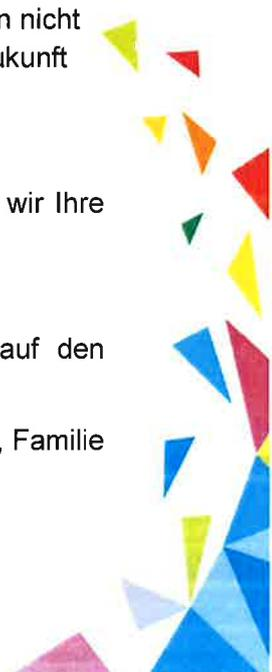 n nicht
ukunft
wir Ihre
auf den
, Familie